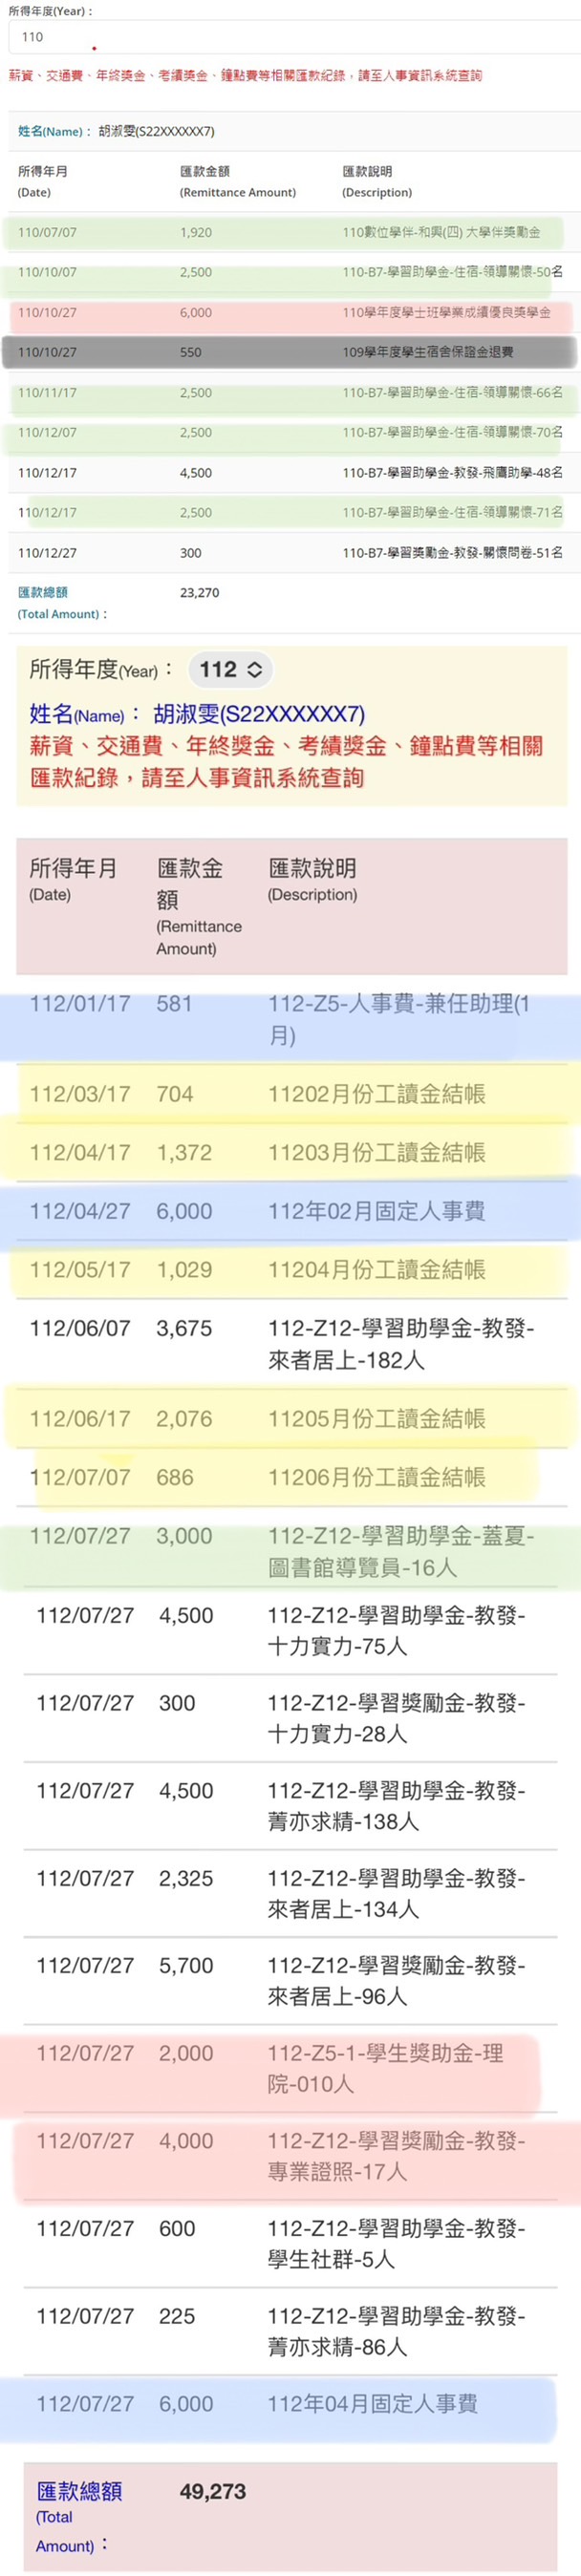 所得年度(Year)：
110
薪資、交通費、年終獎金、考績獎金、鐘點費等相關匯款紀錄，請至人事資訊系統查詢
姓名(Name)： 胡淑雯(S22XXXXXX7)
所得年月 匯款金額 匯款說明
(Date) (Remittance Amount) (Description)
110/07/07 1,920 110數位學伴-和興(四) 大學伴獎勵金
110/10/07 2,500 110-B7-學習助學金-住宿-領導關懷-50名
110/10/27 6,000 110學年度學士班學業成績優良獎學金
110/10/27 550 109學年度學生宿舍保證金退費
110/11/17 2,500 110-B7-學習助學金-住宿-領導關懷-66名
110/12/07 2,500 110-B7-學習助學金-住宿-領導關懷-70名
110/12/17 4,500 110-B7-學習助學金-教發-飛鷹助學-48名
110/12/17 2,500 110-B7-學習助學金-住宿-領導關懷-71名
110/12/27 300 110-B7-學習獎勵金-教發-關懷問卷-51名
匯款總額 23,270
(Total Amount)：
所得年度(Year)： 112
姓名(Name)： 胡淑雯(S22XXXXXX7)
薪資、交通費、年終獎金、考績獎金、鐘點費等相關
匯款紀錄，請至人事資訊系統查詢
所得年月 匯款金 匯款說明
(Date) 額 (Description)
(Remittance
Amount)
112/01/17 581 112-Z5-人事費-兼任助理(1
月)
112/03/17 704 11202月份工讀金結帳
112/04/17 1,372 11203月份工讀金結帳
112/04/27 6,000 112年02月固定人事費
112/05/17 1,029 11204月份工讀金結帳
112/06/07 3,675 112-Z12-學習助學金-教發-
來者居上-182人
112/06/17 2,076 11205月份工讀金結帳
112/07/07 686 11206月份工讀金結帳
112/07/27 3,000 112-Z12-學習助學金-蓋夏-
圖書館導覽員-16人
112/07/27 4,500 112-Z12-學習助學金-教發-
十力實力-75人
112/07/27 300 112-Z12-學習獎勵金-教發-
十力實力-28人
112/07/27 4,500 112-Z12-學習助學金-教發-
菁亦求精-138人
112/07/27 2,325 112-Z12-學習助學金-教發-
來者居上-134人
112/07/27 5,700 112-Z12-學習獎勵金-教發-
來者居上-96人
112/07/27 2,000 112-Z5-1-學生獎助金-理
院-010人
112/07/27 4,000 112-Z12-學習獎勵金-教發-
專業證照-17人
112/07/27 600 112-Z12-學習助學金-教發-
學生社群-5人
112/07/27 225 112-Z12-學習助學金-教發-
菁亦求精-86人
112/07/27 6,000 112年04月固定人事費
匯款總額 49,273
(Total
Amount)：